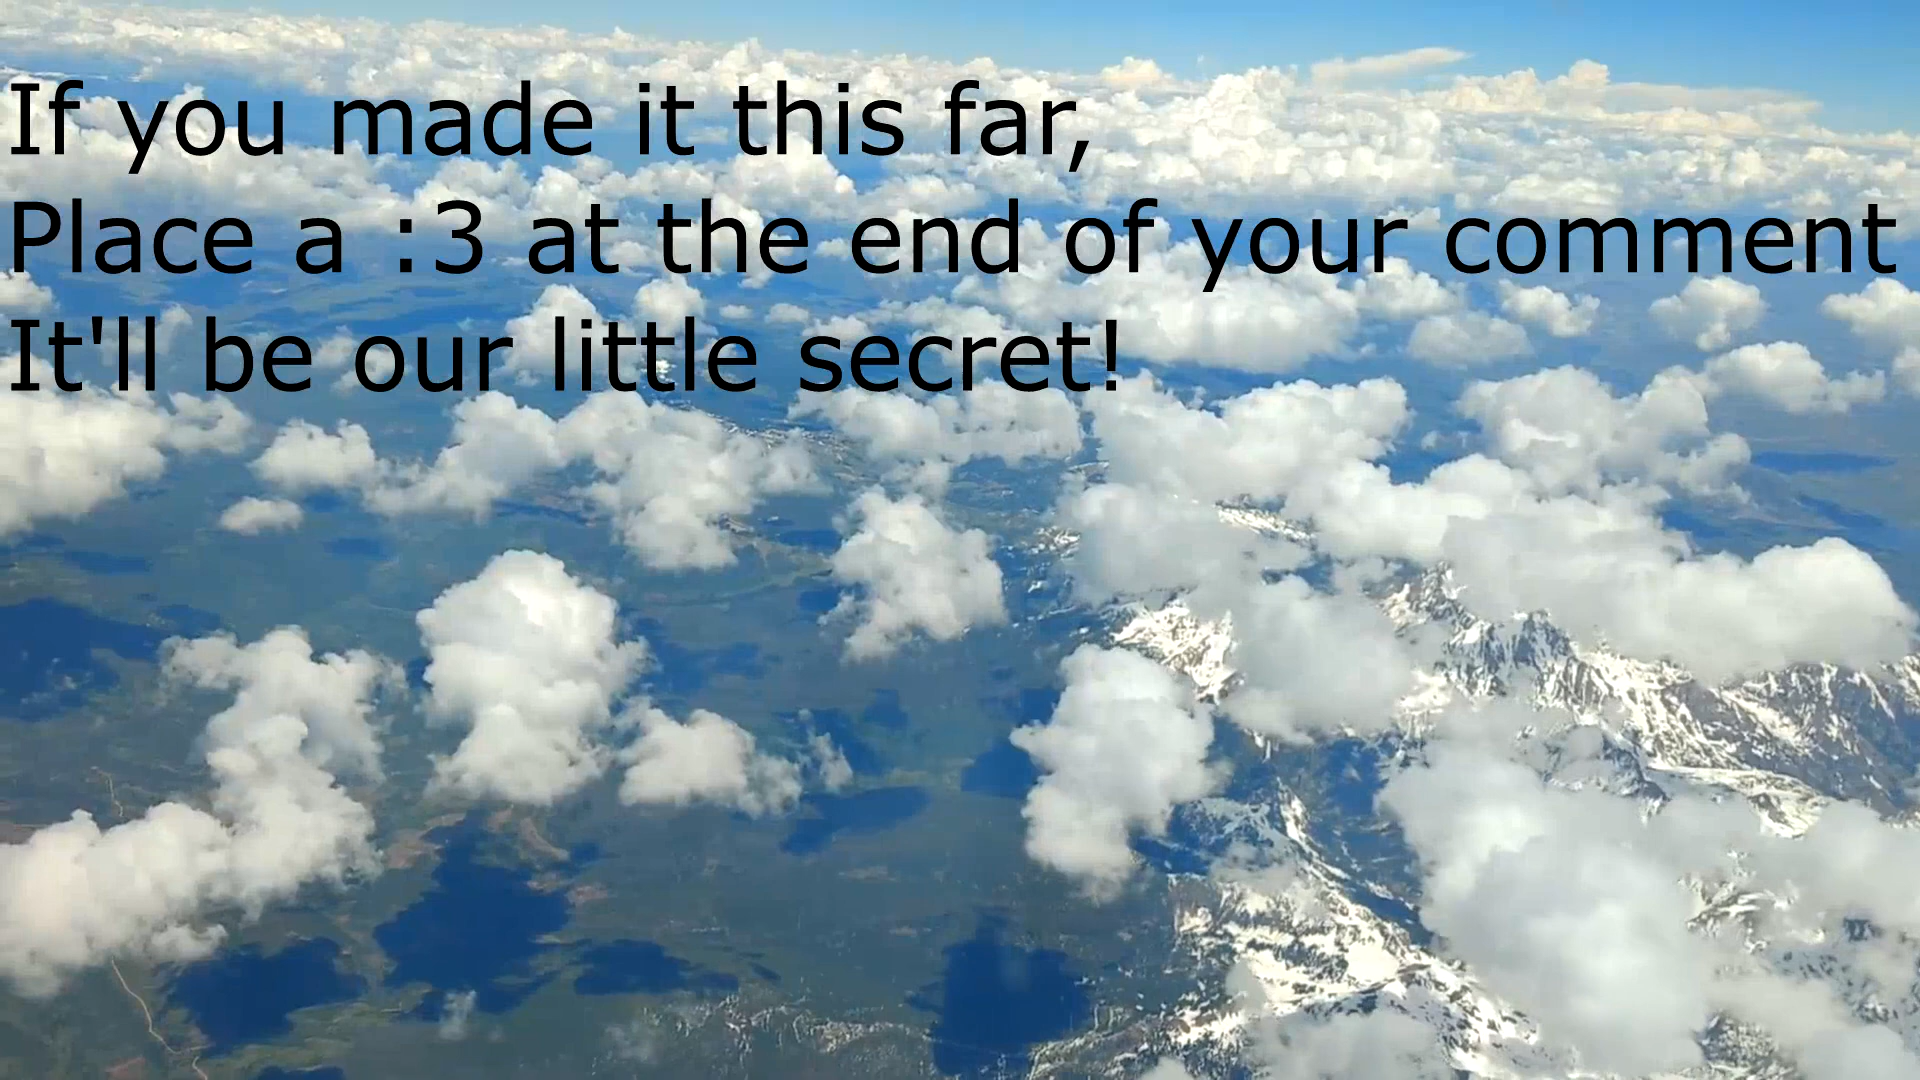 If you made it this far,
Place a :3 at the end of your comment
It'll be our little secret!